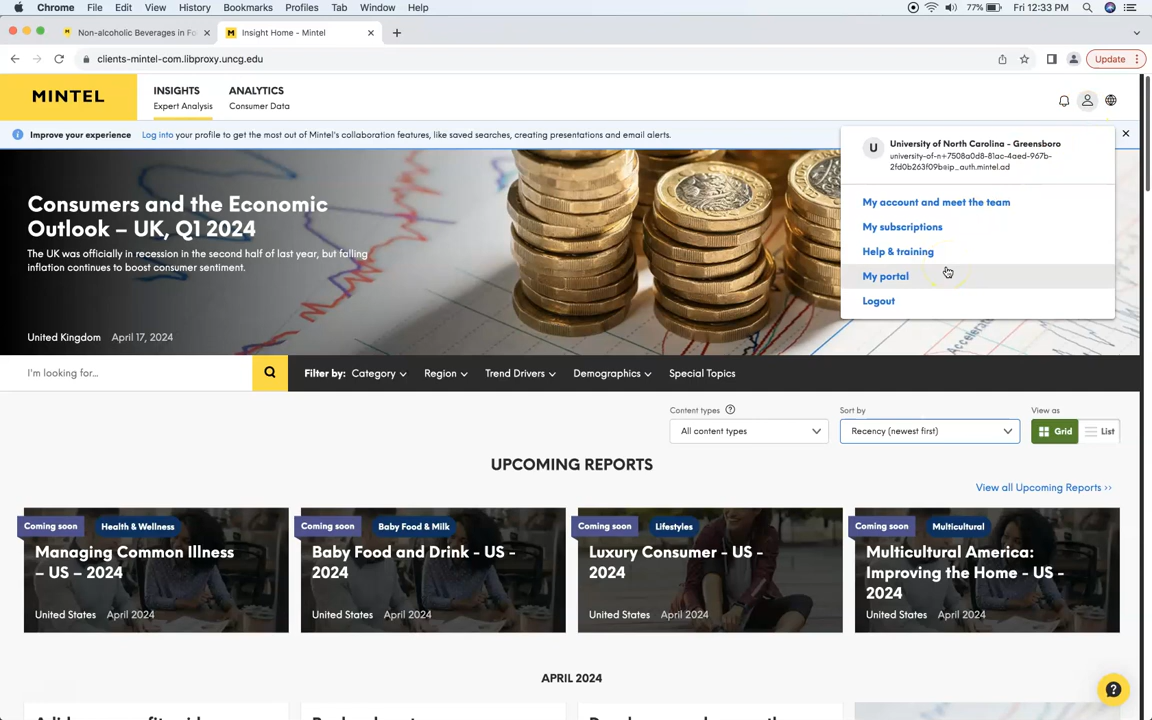 Chrome File Edit View History Bookmarks Profiles Tab Window Help 77% Fri 12:33 PM
Non-alcoholic Beverages in Fo Insight Home - Mintel
clients-mintel-com.libproxy.uncg.edu Update
MINTEL INSIGHTS ANALYTICS
Expert Analysis Consumer Data
Improve your experience Log into your profile to get the most out of Mintel's collaboration features, like saved searches, creating presentations and email alerts.
U University of North Carolina - Greensboro
university-of-n+7508a0d8-81ac-4aed-967b-
2fd0b263f09b@ip_auth.mintel.ad
My account and meet the team
My subscriptions
Help & training
My portal
Logout
Consumers and the Economic
Outlook – UK, Q1 2024
The UK was officially in recession in the second half of last year, but falling
inflation continues to boost consumer sentiment.
United Kingdom April 17, 2024
I'm looking for... Filter by: Category Region Trend Drivers Demographics Special Topics
Content types Sort by View as
All content types Recency (newest first) Grid List
UPCOMING REPORTS
View all Upcoming Reports >>
Coming soon Health & Wellness
Managing Common Illness
– US – 2024
United States April 2024
Coming soon Baby Food & Milk
Baby Food and Drink - US -
2024
United States April 2024
Coming soon Lifestyles
Luxury Consumer - US -
2024
United States April 2024
Coming soon Multicultural
Multicultural America:
Improving the Home - US -
2024
United States April 2024
APRIL 2024